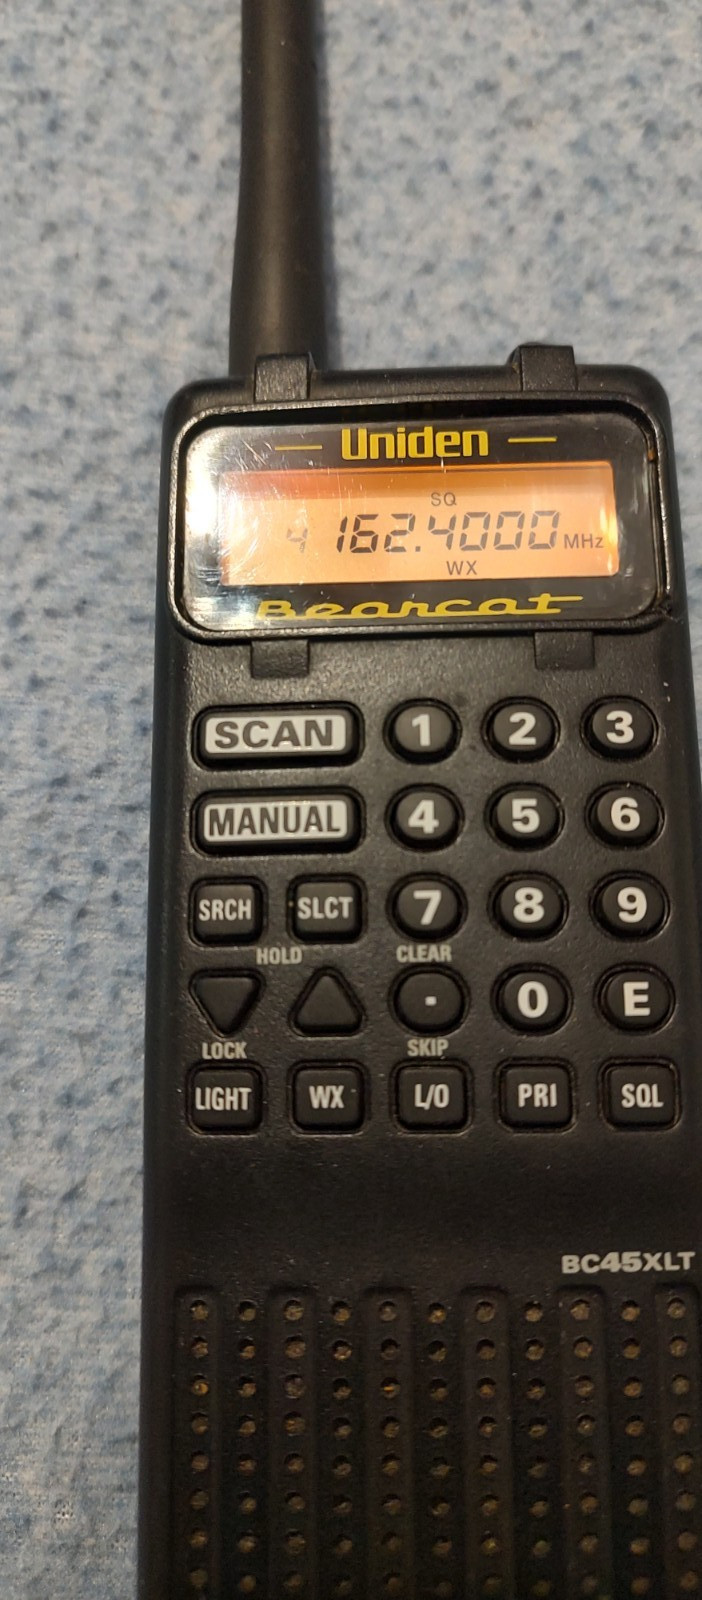 — Uniden —
SQ
4 162.4000 MHz
WX
Bearcat
SCAN 1 2 3
MANUAL 4 5 6
SRCH SLCT 7 8 9
HOLD CLEAR
. 0 E
LOCK SKIP
LIGHT WX L/O PRI SQL
BC45XLT